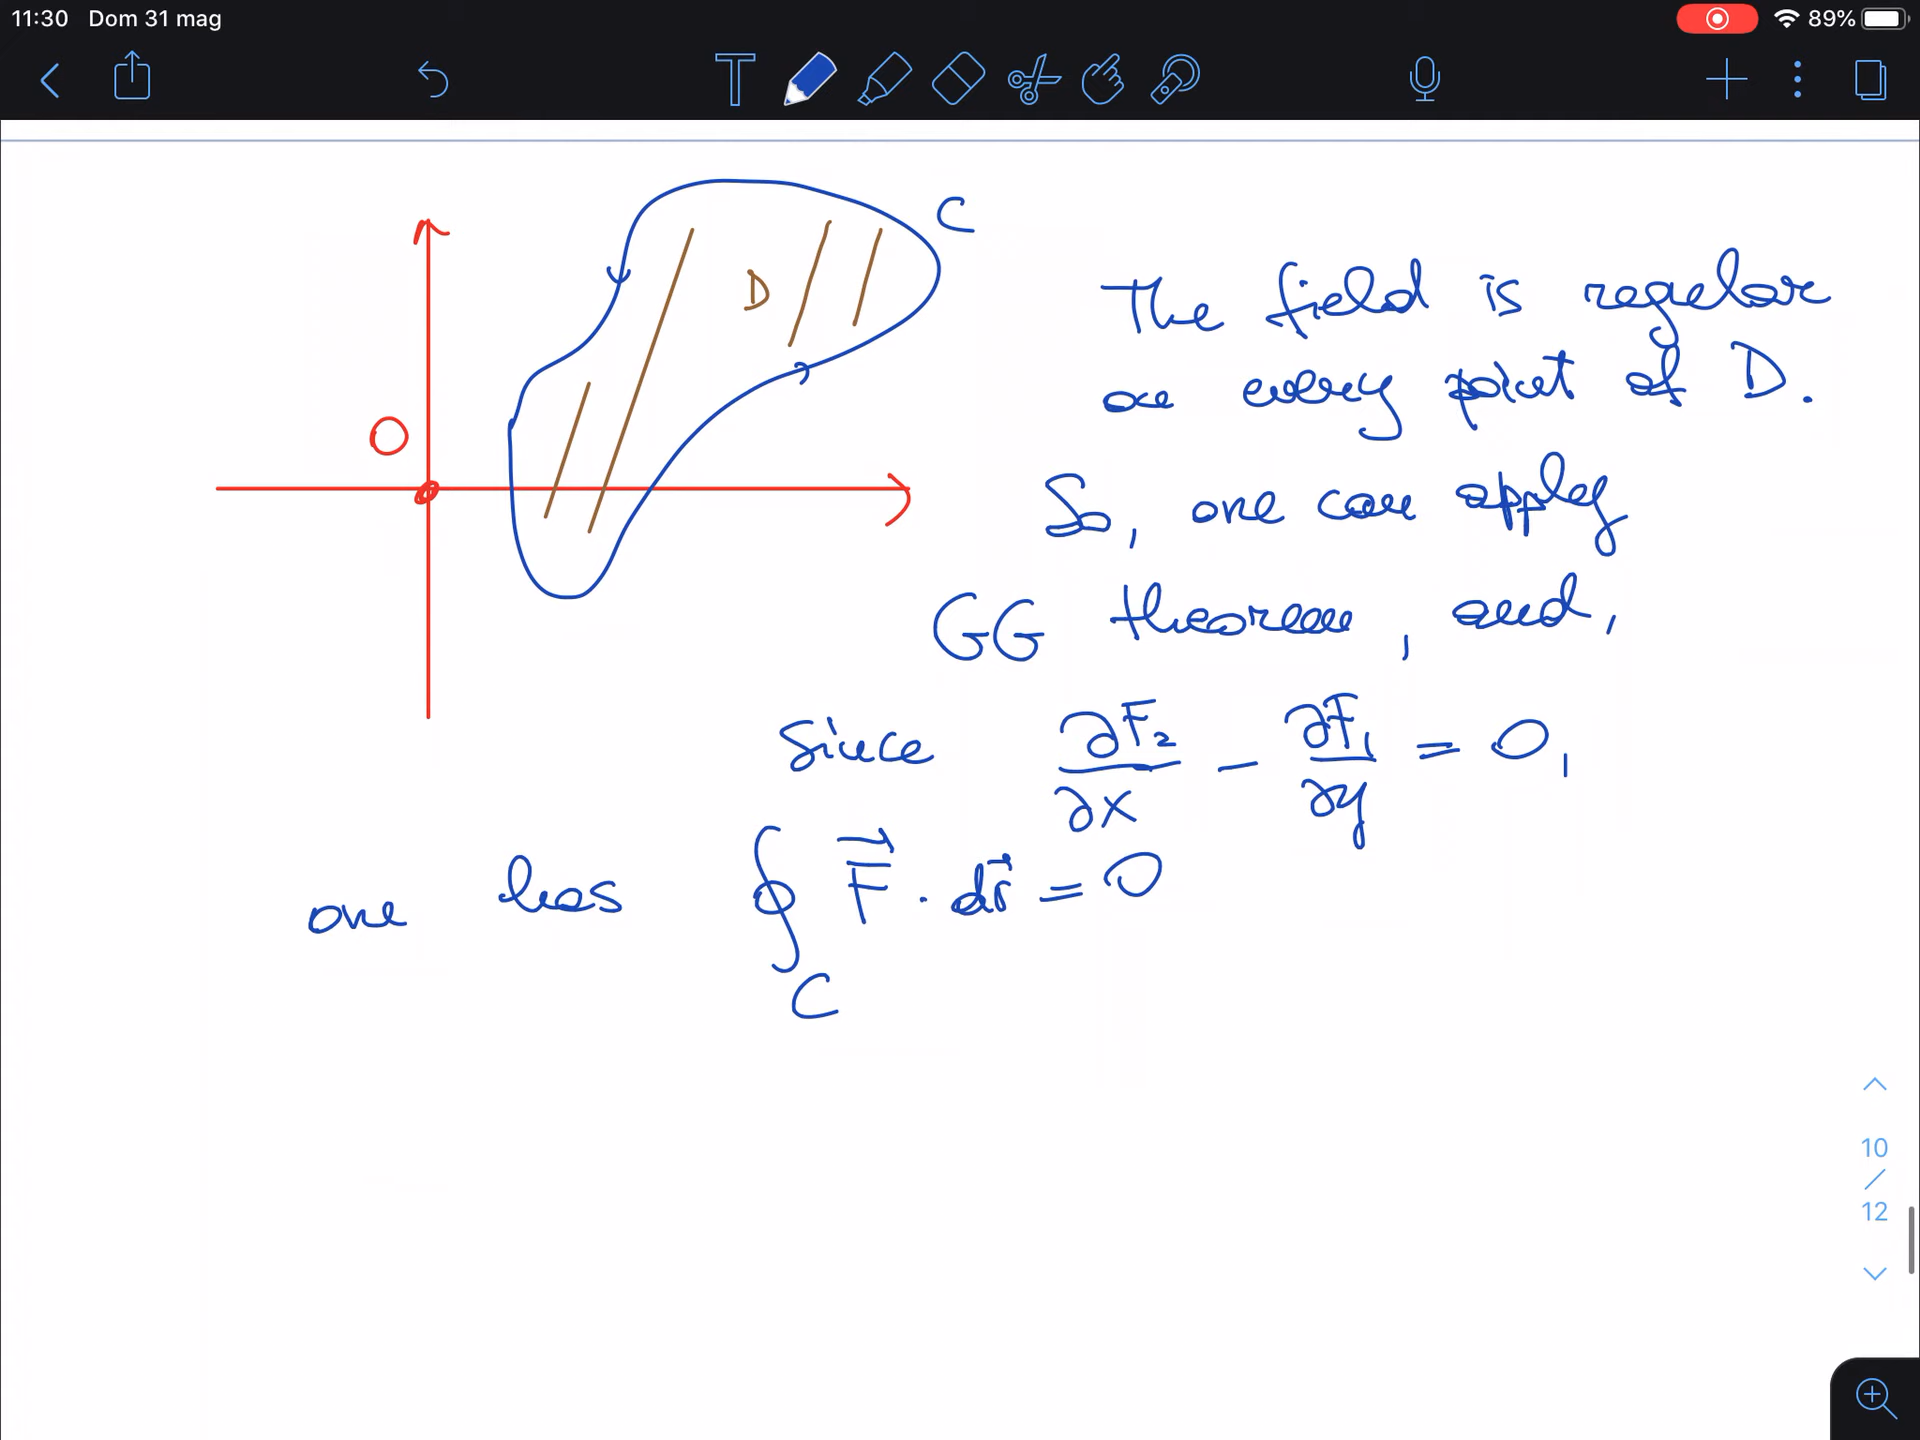 11:30 Dom 31 mag 89%
C
D
O
The field is regular
on every point of D.
So, one can apply
GG theorem, and,
since ∂F₂/∂x - ∂F₁/∂y = 0,
one has ∮_C F⃗ · dr⃗ = 0
10
/
12